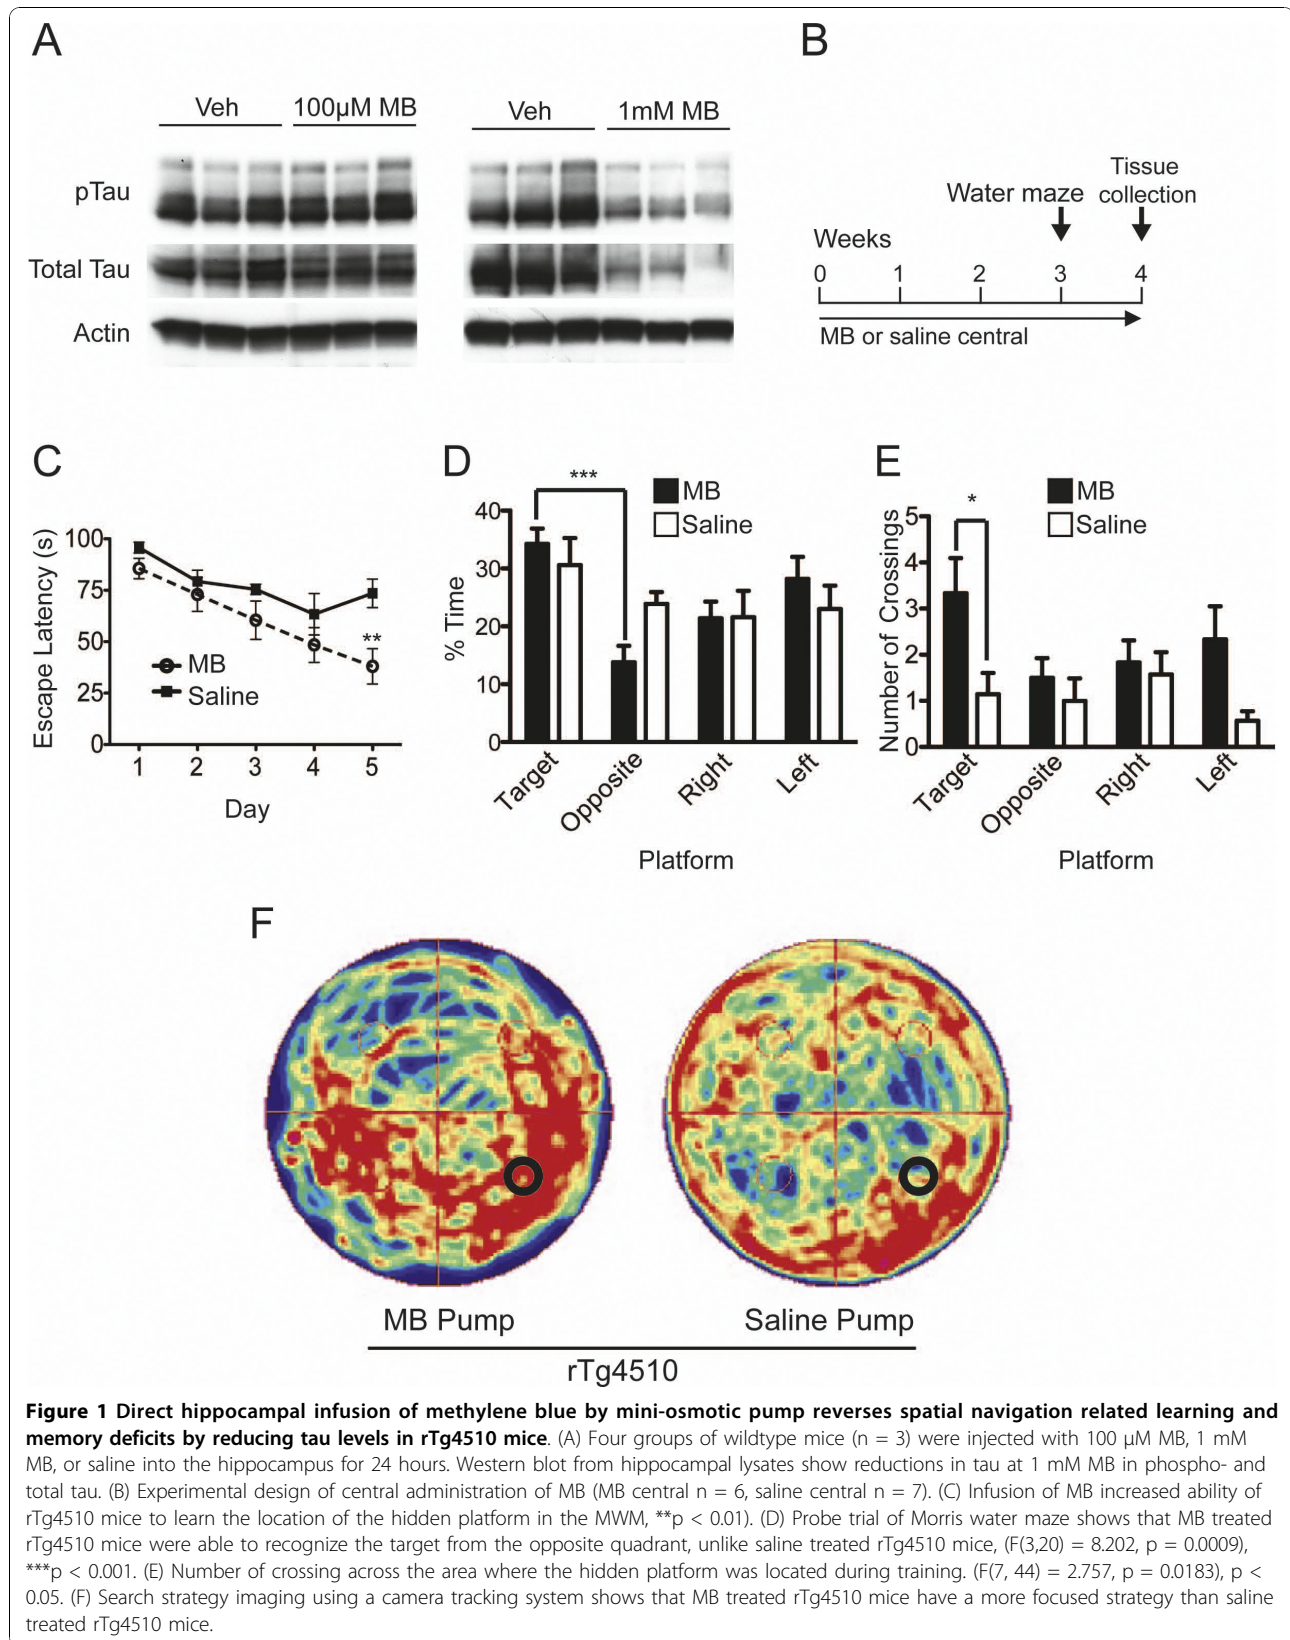 A
Veh
100µM MB
Veh
1mM MB
pTau
Total Tau
Actin
B
Tissue
Water maze collection
Weeks
0 1 2 3 4
MB or saline central
C
Escape Latency (s)
100
75
50
25
0
**
MB
Saline
1 2 3 4 5
Day
D
***
MB
Saline
% Time
40
30
20
10
0
Target
Opposite
Right
Left
Platform
E
*
MB
Saline
Number of Crossings
5
4
3
2
1
0
Target
Opposite
Right
Left
Platform
F
MB Pump
Saline Pump
rTg4510
Figure 1 Direct hippocampal infusion of methylene blue by mini-osmotic pump reverses spatial navigation related learning and
memory deficits by reducing tau levels in rTg4510 mice. (A) Four groups of wildtype mice (n = 3) were injected with 100 µM MB, 1 mM
MB, or saline into the hippocampus for 24 hours. Western blot from hippocampal lysates show reductions in tau at 1 mM MB in phospho- and
total tau. (B) Experimental design of central administration of MB (MB central n = 6, saline central n = 7). (C) Infusion of MB increased ability of
rTg4510 mice to learn the location of the hidden platform in the MWM, **p < 0.01). (D) Probe trial of Morris water maze shows that MB treated
rTg4510 mice were able to recognize the target from the opposite quadrant, unlike saline treated rTg4510 mice, (F(3,20) = 8.202, p = 0.0009),
***p < 0.001. (E) Number of crossing across the area where the hidden platform was located during training. (F(7, 44) = 2.757, p = 0.0183), p <
0.05. (F) Search strategy imaging using a camera tracking system shows that MB treated rTg4510 mice have a more focused strategy than saline
treated rTg4510 mice.